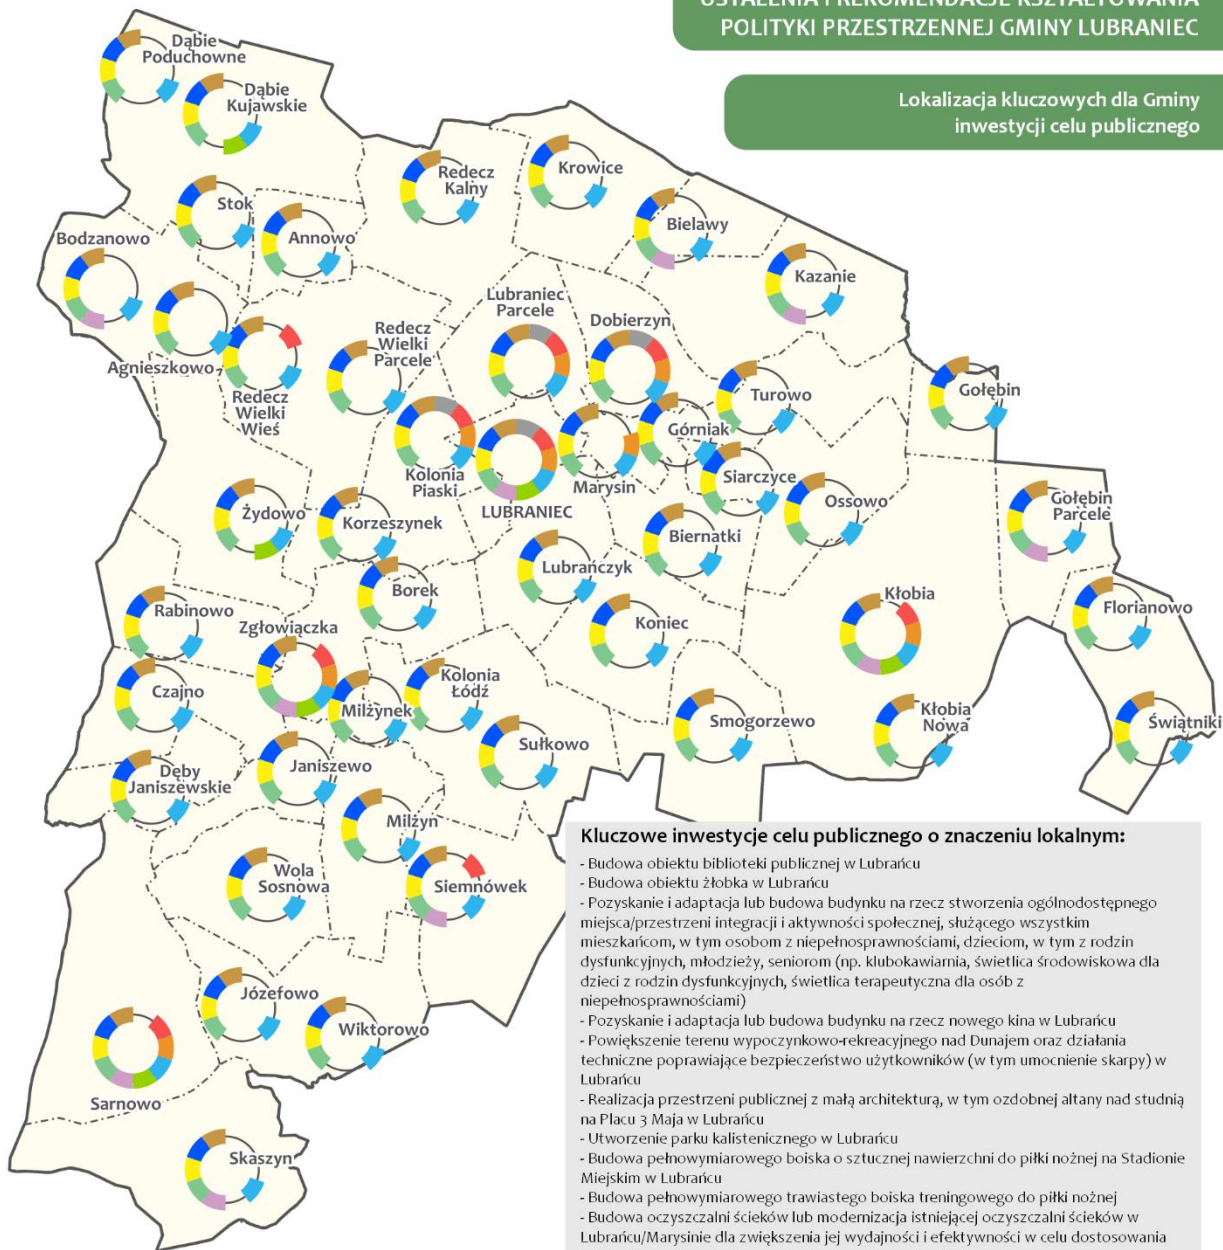 USTALENIA I REKOMENDACJE KSZTAŁTOWANIA
POLITYKI PRZESTRZENNEJ GMINY LUBRANIEC
Lokalizacja kluczowych dla Gminy
inwestycji celu publicznego
Dąbie
Poduchowne
Dąbie
Kujawskie
Redecz
Kalny
Krowice
Stok
Annowo
Bielawy
Bodzanowo
Kazanie
Lubraniec
Parcele
Dobierzyn
Redecz
Wielki
Parcele
Agnieszkowo
Redecz
Wielki
Wieś
Turowo
Gołębin
Górniak
Kolonia
Piaski
LUBRANIEC
Marysin
Siarczyce
Ossowo
Gołębin
Parcele
Żydowo
Korzeszynek
Biernatki
Lubrańczyk
Borek
Kłobia
Florianowo
Rabinowo
Zgłowiączka
Koniec
Czajno
Milżynek
Kolonia
Łódź
Smogorzewo
Kłobia
Nowa
Świątniki
Sułkowo
Dęby
Janiszewskie
Janiszewo
Milżyn
Wola
Sosnowa
Siemnówek
Józefowo
Wiktorowo
Sarnowo
Skaszyn
Kluczowe inwestycje celu publicznego o znaczeniu lokalnym:
- Budowa obiektu biblioteki publicznej w Lubrańcu
- Budowa obiektu żłobka w Lubrańcu
- Pozyskanie i adaptacja lub budowa budynku na rzecz stworzenia ogólnodostępnego
miejsca/przestrzeni integracji i aktywności społecznej, służącego wszystkim
mieszkańcom, w tym osobom z niepełnosprawnościami, dzieciom, w tym z rodzin
dysfunkcyjnych, młodzieży, seniorom (np. klubokawiarnia, świetlica środowiskowa dla
dzieci z rodzin dysfunkcyjnych, świetlica terapeutyczna dla osób z
niepełnosprawnościami)
- Pozyskanie i adaptacja lub budowa budynku na rzecz nowego kina w Lubrańcu
- Powiększenie terenu wypoczynkowo-rekreacyjnego nad Dunajem oraz działania
techniczne poprawiające bezpieczeństwo użytkowników (w tym umocnienie skarpy) w
Lubrańcu
- Realizacja przestrzeni publicznej z małą architekturą, w tym ozdobnej altany nad studnią
na Placu 3 Maja w Lubrańcu
- Utworzenie parku kalistenicznego w Lubrańcu
- Budowa pełnowymiarowego boiska o sztucznej nawierzchni do piłki nożnej na Stadionie
Miejskim w Lubrańcu
- Budowa pełnowymiarowego trawiastego boiska treningowego do piłki nożnej
- Budowa oczyszczalni ścieków lub modernizacja istniejącej oczyszczalni ścieków w
Lubrańcu/Marysinie dla zwiększenia jej wydajności i efektywności w celu dostosowania